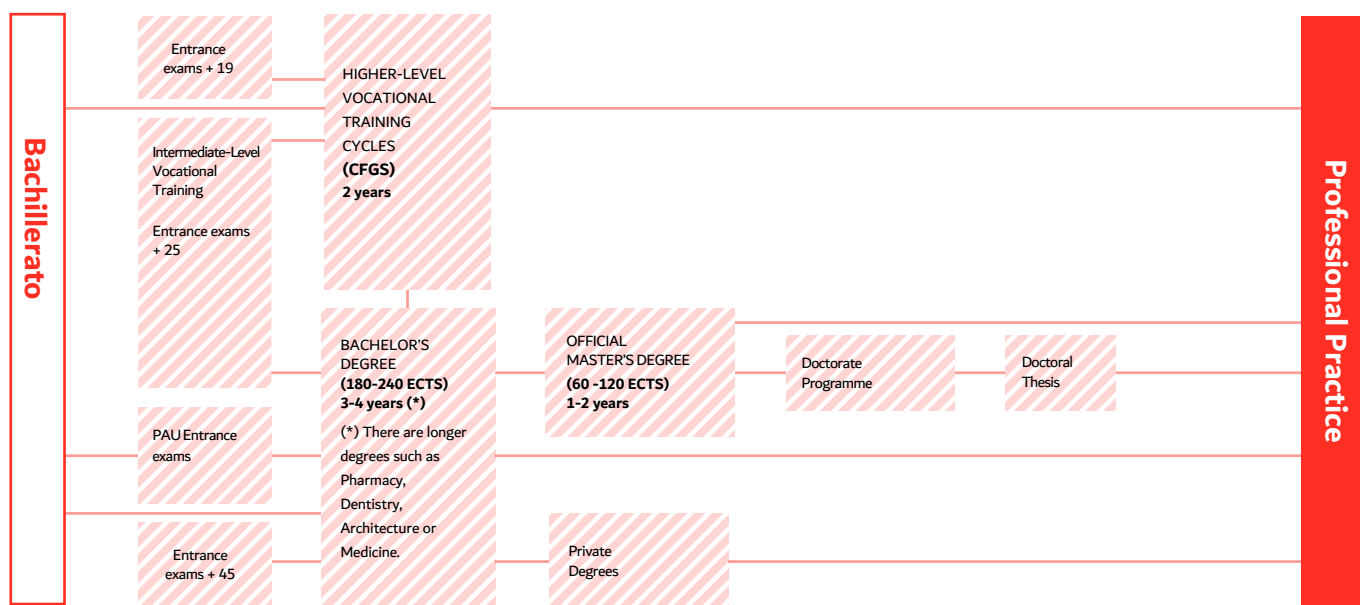 Bachillerato
Entrance
exams + 19
Intermediate-Level
Vocational
Training
Entrance exams
+ 25
PAU Entrance
exams
Entrance
exams + 45
HIGHER-LEVEL
VOCATIONAL
TRAINING
CYCLES
(CFGS)
2 years
BACHELOR'S
DEGREE
(180-240 ECTS)
3-4 years (*)
(*) There are longer
degrees such as
Pharmacy,
Dentistry,
Architecture or
Medicine.
OFFICIAL
MASTER'S DEGREE
(60 -120 ECTS)
1-2 years
Private
Degrees
Doctorate
Programme
Doctoral
Thesis
Professional Practice